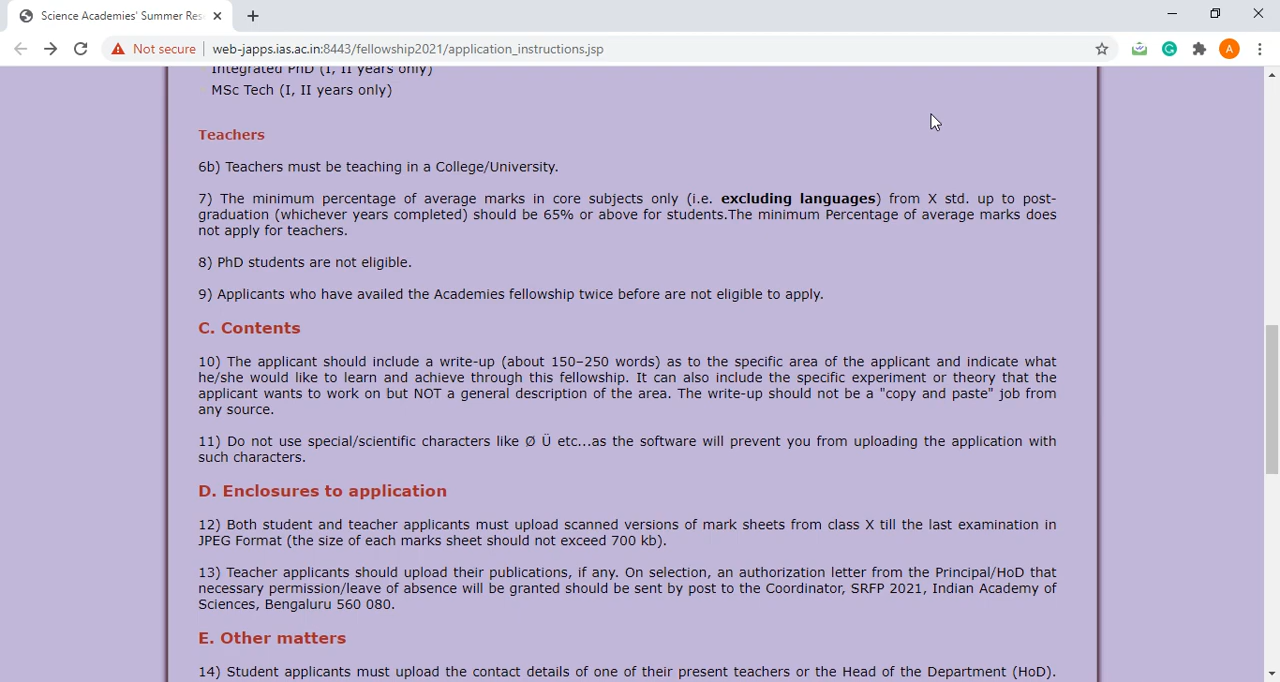 Science Academies' Summer Res
Not secure
web-japps.ias.ac.in:8443/fellowship2021/application_instructions.jsp
A
Integrated PhD (I, II years only)
MSc Tech (I, II years only)
Teachers
6b) Teachers must be teaching in a College/University.
7) The minimum percentage of average marks in core subjects only (i.e. excluding languages) from X std. up to post-
graduation (whichever years completed) should be 65% or above for students.The minimum Percentage of average marks does
not apply for teachers.
8) PhD students are not eligible.
9) Applicants who have availed the Academies fellowship twice before are not eligible to apply.
C. Contents
10) The applicant should include a write-up (about 150–250 words) as to the specific area of the applicant and indicate what
he/she would like to learn and achieve through this fellowship. It can also include the specific experiment or theory that the
applicant wants to work on but NOT a general description of the area. The write-up should not be a "copy and paste" job from
any source.
11) Do not use special/scientific characters like Ø Ü etc...as the software will prevent you from uploading the application with
such characters.
D. Enclosures to application
12) Both student and teacher applicants must upload scanned versions of mark sheets from class X till the last examination in
JPEG Format (the size of each marks sheet should not exceed 700 kb).
13) Teacher applicants should upload their publications, if any. On selection, an authorization letter from the Principal/HoD that
necessary permission/leave of absence will be granted should be sent by post to the Coordinator, SRFP 2021, Indian Academy of
Sciences, Bengaluru 560 080.
E. Other matters
14) Student applicants must upload the contact details of one of their present teachers or the Head of the Department (HoD).